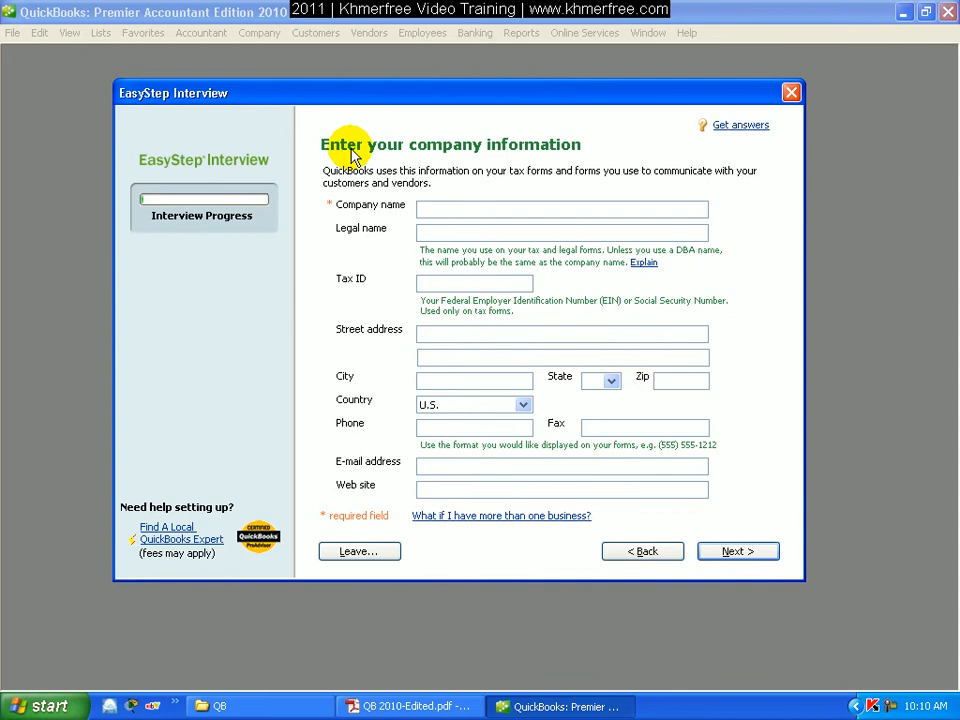 QuickBooks: Premier Accountant Edition 2010
2011 | Khmerfree Video Training | www.khmerfree.com
File Edit View Lists Favorites Accountant Company Customers Vendors Employees Banking Reports Online Services Window Help
EasyStep Interview
Get answers
EasyStep Interview
Interview Progress
Enter your company information
QuickBooks uses this information on your tax forms and forms you use to communicate with your
customers and vendors.
* Company name
Legal name
The name you use on your tax and legal forms. Unless you use a DBA name,
this will probably be the same as the company name. Explain
Tax ID
Your Federal Employer Identification Number (EIN) or Social Security Number.
Used only on tax forms.
Street address
City State Zip
Country U.S.
Phone Fax
Use the format you would like displayed on your forms, e.g. (555) 555-1212
E-mail address
Web site
* required field What if I have more than one business?
Need help setting up?
Find A Local
QuickBooks Expert
(fees may apply)
CERTIFIED
QuickBooks
ProAdvisor
Leave... < Back Next >
start QB QB 2010-Edited.pdf -... QuickBooks: Premier ... 10:10 AM